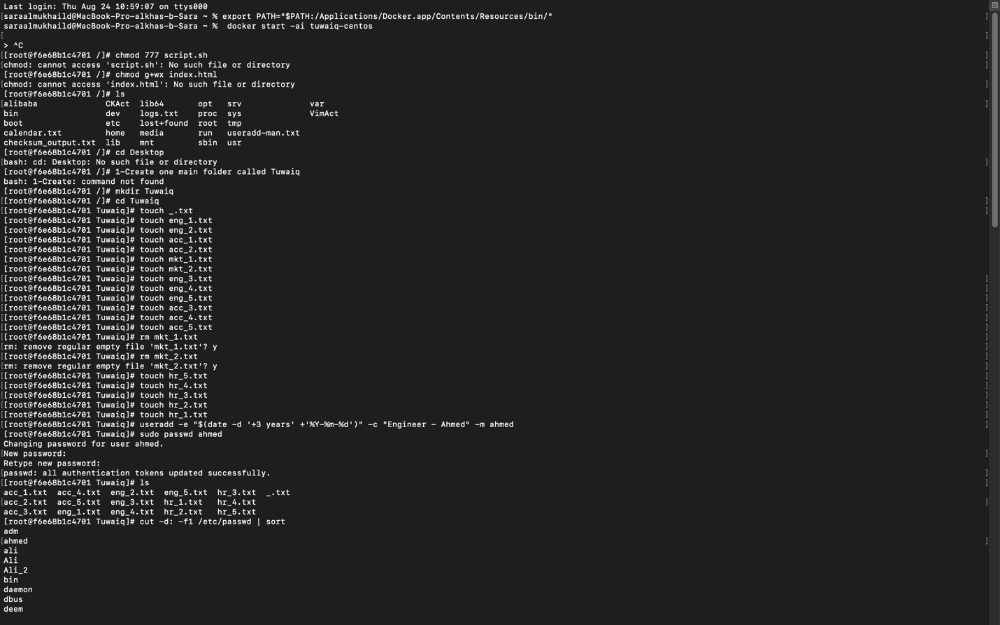 Last login: Thu Aug 24 10:59:07 on ttys000
[saraalmukhaild@MacBook-Pro-alkhas-b-Sara ~ % export PATH="$PATH:/Applications/Docker.app/Contents/Resources/bin/" ]
saraalmukhaild@MacBook-Pro-alkhas-b-Sara ~ %  docker start -ai tuwaiq-centos
[ ]
> ^C
[[root@f6e68b1c4701 /]# chmod 777 script.sh ]
[chmod: cannot access 'script.sh': No such file or directory ]
[root@f6e68b1c4701 /]# chmod g+wx index.html
[chmod: cannot access 'index.html': No such file or directory ]
[root@f6e68b1c4701 /]# ls
[alibaba              CKAct  lib64       opt   srv              var ]
bin                  dev    logs.txt    proc  sys              VimAct
boot                 etc    lost+found  root  tmp
calendar.txt         home   media       run   useradd-man.txt
checksum_output.txt  lib    mnt         sbin  usr
[root@f6e68b1c4701 /]# cd Desktop
[bash: cd: Desktop: No such file or directory ]
[root@f6e68b1c4701 /]# 1-Create one main folder called Tuwaiq
bash: 1-Create: command not found
[root@f6e68b1c4701 /]# mkdir Tuwaiq
[[root@f6e68b1c4701 /]# cd Tuwaiq ]
[[root@f6e68b1c4701 Tuwaiq]# touch _.txt ]
[root@f6e68b1c4701 Tuwaiq]# touch eng_1.txt
[root@f6e68b1c4701 Tuwaiq]# touch eng_2.txt
[root@f6e68b1c4701 Tuwaiq]# touch acc_1.txt
[root@f6e68b1c4701 Tuwaiq]# touch acc_2.txt
[root@f6e68b1c4701 Tuwaiq]# touch mkt_1.txt
[root@f6e68b1c4701 Tuwaiq]# touch mkt_2.txt
[[root@f6e68b1c4701 Tuwaiq]# touch eng_3.txt ]
[[root@f6e68b1c4701 Tuwaiq]# touch eng_4.txt ]
[[root@f6e68b1c4701 Tuwaiq]# touch eng_5.txt ]
[[root@f6e68b1c4701 Tuwaiq]# touch acc_3.txt ]
[[root@f6e68b1c4701 Tuwaiq]# touch acc_4.txt ]
[[root@f6e68b1c4701 Tuwaiq]# touch acc_5.txt ]
[[root@f6e68b1c4701 Tuwaiq]# rm mkt_1.txt ]
[rm: remove regular empty file 'mkt_1.txt'? y ]
[[root@f6e68b1c4701 Tuwaiq]# rm mkt_2.txt ]
[rm: remove regular empty file 'mkt_2.txt'? y ]
[[root@f6e68b1c4701 Tuwaiq]# touch hr_5.txt ]
[[root@f6e68b1c4701 Tuwaiq]# touch hr_4.txt ]
[[root@f6e68b1c4701 Tuwaiq]# touch hr_3.txt ]
[[root@f6e68b1c4701 Tuwaiq]# touch hr_2.txt ]
[[root@f6e68b1c4701 Tuwaiq]# touch hr_1.txt ]
[[root@f6e68b1c4701 Tuwaiq]# useradd -e "$(date -d '+3 years' +'%Y-%m-%d')" -c "Engineer - Ahmed" -m ahmed ]
[root@f6e68b1c4701 Tuwaiq]# sudo passwd ahmed
Changing password for user ahmed.
[New password: ]
Retype new password:
[passwd: all authentication tokens updated successfully. ]
[[root@f6e68b1c4701 Tuwaiq]# ls ]
acc_1.txt  acc_4.txt  eng_2.txt  eng_5.txt  hr_3.txt  _.txt
[acc_2.txt  acc_5.txt  eng_3.txt  hr_1.txt   hr_4.txt ]
acc_3.txt  eng_1.txt  eng_4.txt  hr_2.txt   hr_5.txt
[root@f6e68b1c4701 Tuwaiq]# cut -d: -f1 /etc/passwd | sort
adm
[ahmed ]
ali
Ali
Ali_2
bin
daemon
dbus
deem